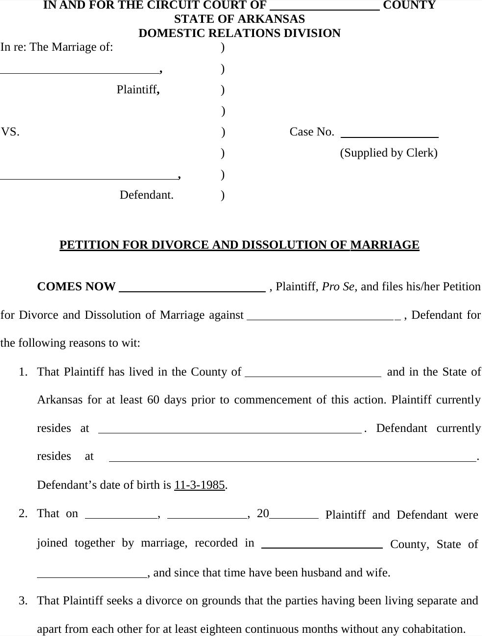 IN AND FOR THE CIRCUIT COURT OF ____________________ COUNTY
STATE OF ARKANSAS
DOMESTIC RELATIONS DIVISION
In re: The Marriage of: )
__________________________, )
Plaintiff, )
)
VS. ) Case No. ________________
) (Supplied by Clerk)
_____________________________, )
Defendant. )
PETITION FOR DIVORCE AND DISSOLUTION OF MARRIAGE
COMES NOW ________________________ , Plaintiff, Pro Se, and files his/her Petition
for Divorce and Dissolution of Marriage against __________________________ , Defendant for
the following reasons to wit:
1. That Plaintiff has lived in the County of _______________________ and in the State of
Arkansas for at least 60 days prior to commencement of this action. Plaintiff currently
resides at ____________________________________________ . Defendant currently
resides at ______________________________________________________________.
Defendant’s date of birth is 11-3-1985.
2. That on ____________, _____________, 20________ Plaintiff and Defendant were
joined together by marriage, recorded in ____________________ County, State of
__________________, and since that time have been husband and wife.
3. That Plaintiff seeks a divorce on grounds that the parties having been living separate and
apart from each other for at least eighteen continuous months without any cohabitation.